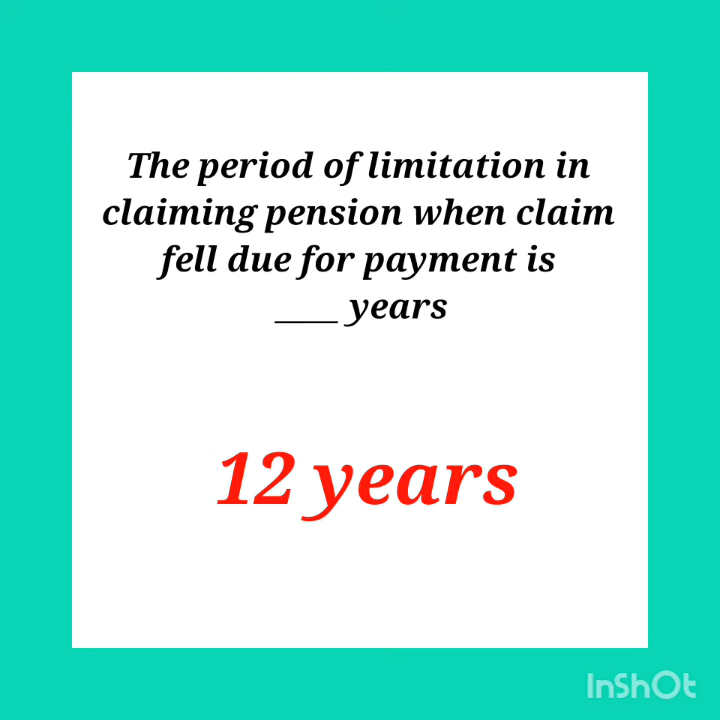 The period of limitation in
claiming pension when claim
fell due for payment is
____ years
12 years
InShOt